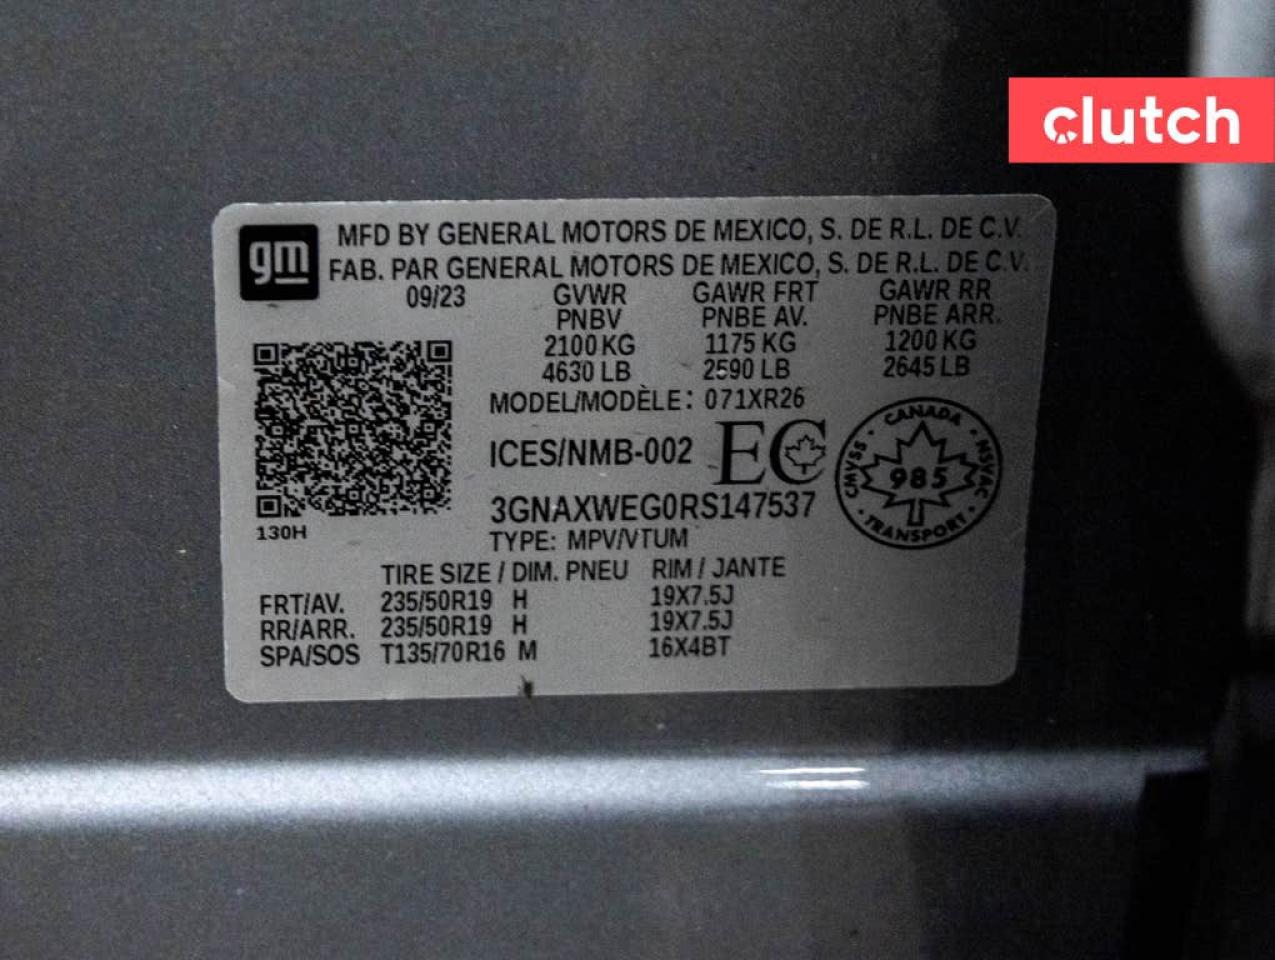 clutch
gm
MFD BY GENERAL MOTORS DE MEXICO, S. DE R.L. DE C.V.
FAB. PAR GENERAL MOTORS DE MEXICO, S. DE R.L. DE C.V.
09/23 GVWR GAWR FRT GAWR RR
PNBV PNBE AV. PNBE ARR.
2100 KG 1175 KG 1200 KG
4630 LB 2590 LB 2645 LB
MODEL/MODÈLE: 071XR26
ICES/NMB-002 EC
CANADA
CMVSS 985 NSVAC
TRANSPORT
3GNAXWEG0RS147537
130H
TYPE: MPV/VTUM
TIRE SIZE / DIM. PNEU RIM / JANTE
FRT/AV. 235/50R19 H 19X7.5J
RR/ARR. 235/50R19 H 19X7.5J
SPA/SOS T135/70R16 M 16X4BT